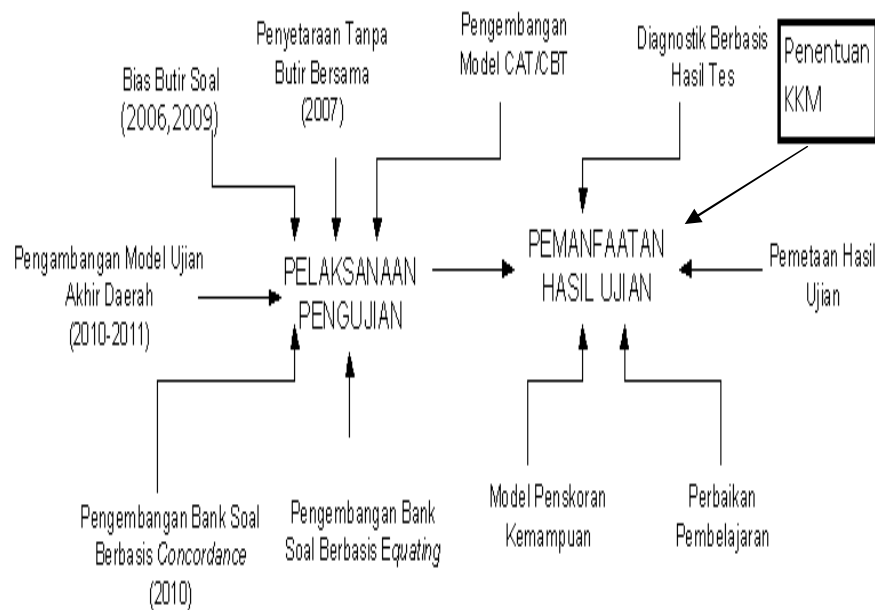 Bias Butir Soal
(2006,2009)
Penyetaraan Tanpa
Butir Bersama
(2007)
Pengembangan
Model CAT/CBT
Diagnostik Berbasis
Hasil Tes
Penentuan
KKM
Pengambangan Model Ujian
Akhir Daerah
(2010-2011)
PELAKSANAAN
PENGUJIAN
PEMANFAATAN
HASIL UJIAN
Pemetaan Hasil
Ujian
Pengembangan Bank Soal
Berbasis Concordance
(2010)
Pengembangan Bank
Soal Berbasis Equating
Model Penskoran
Kemampuan
Perbaikan
Pembelajaran